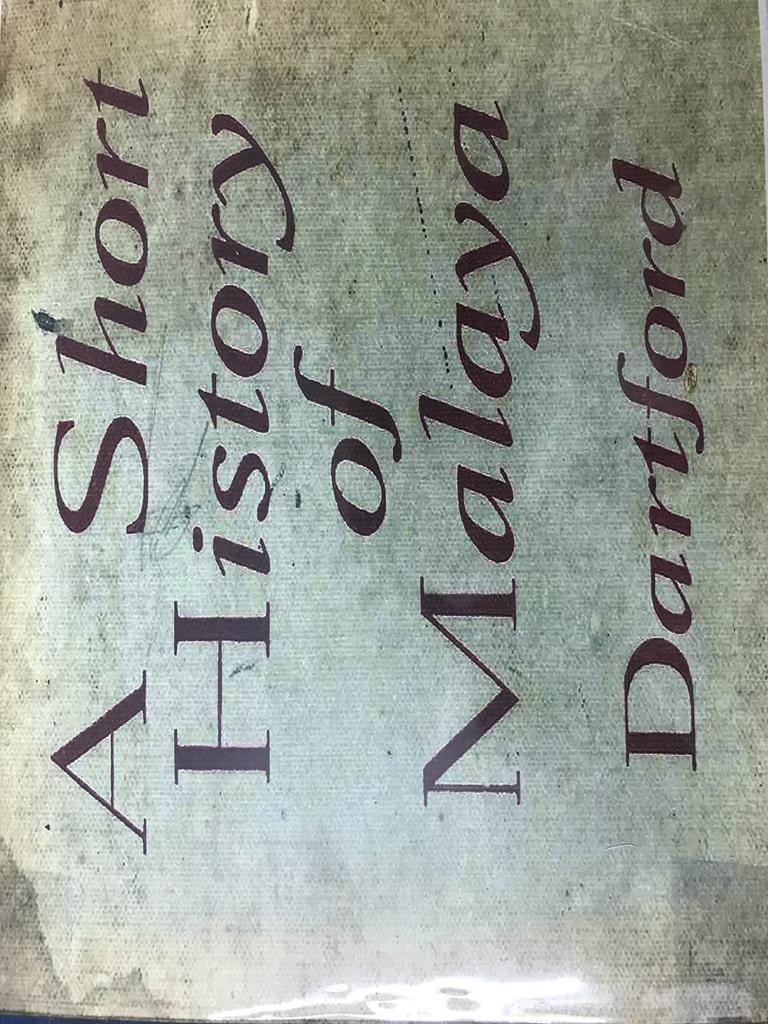 A Short
History
of
Malaya
Dartford